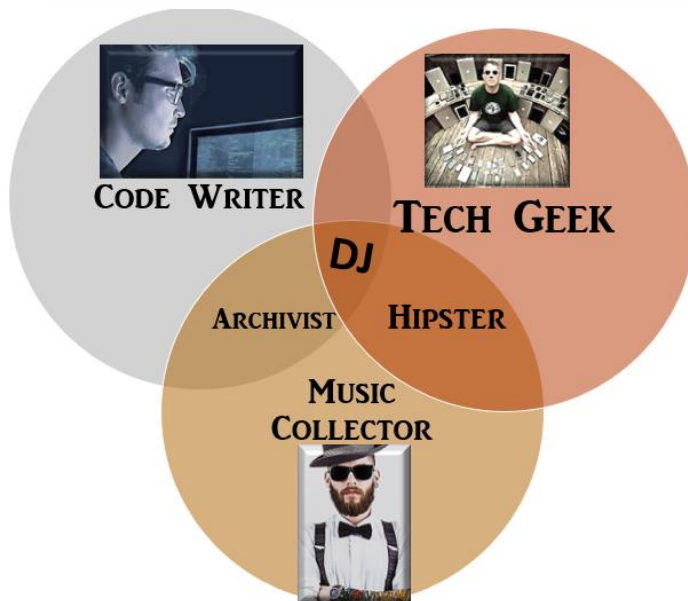 Code Writer
Tech Geek
DJ
Archivist
Hipster
Music
Collector